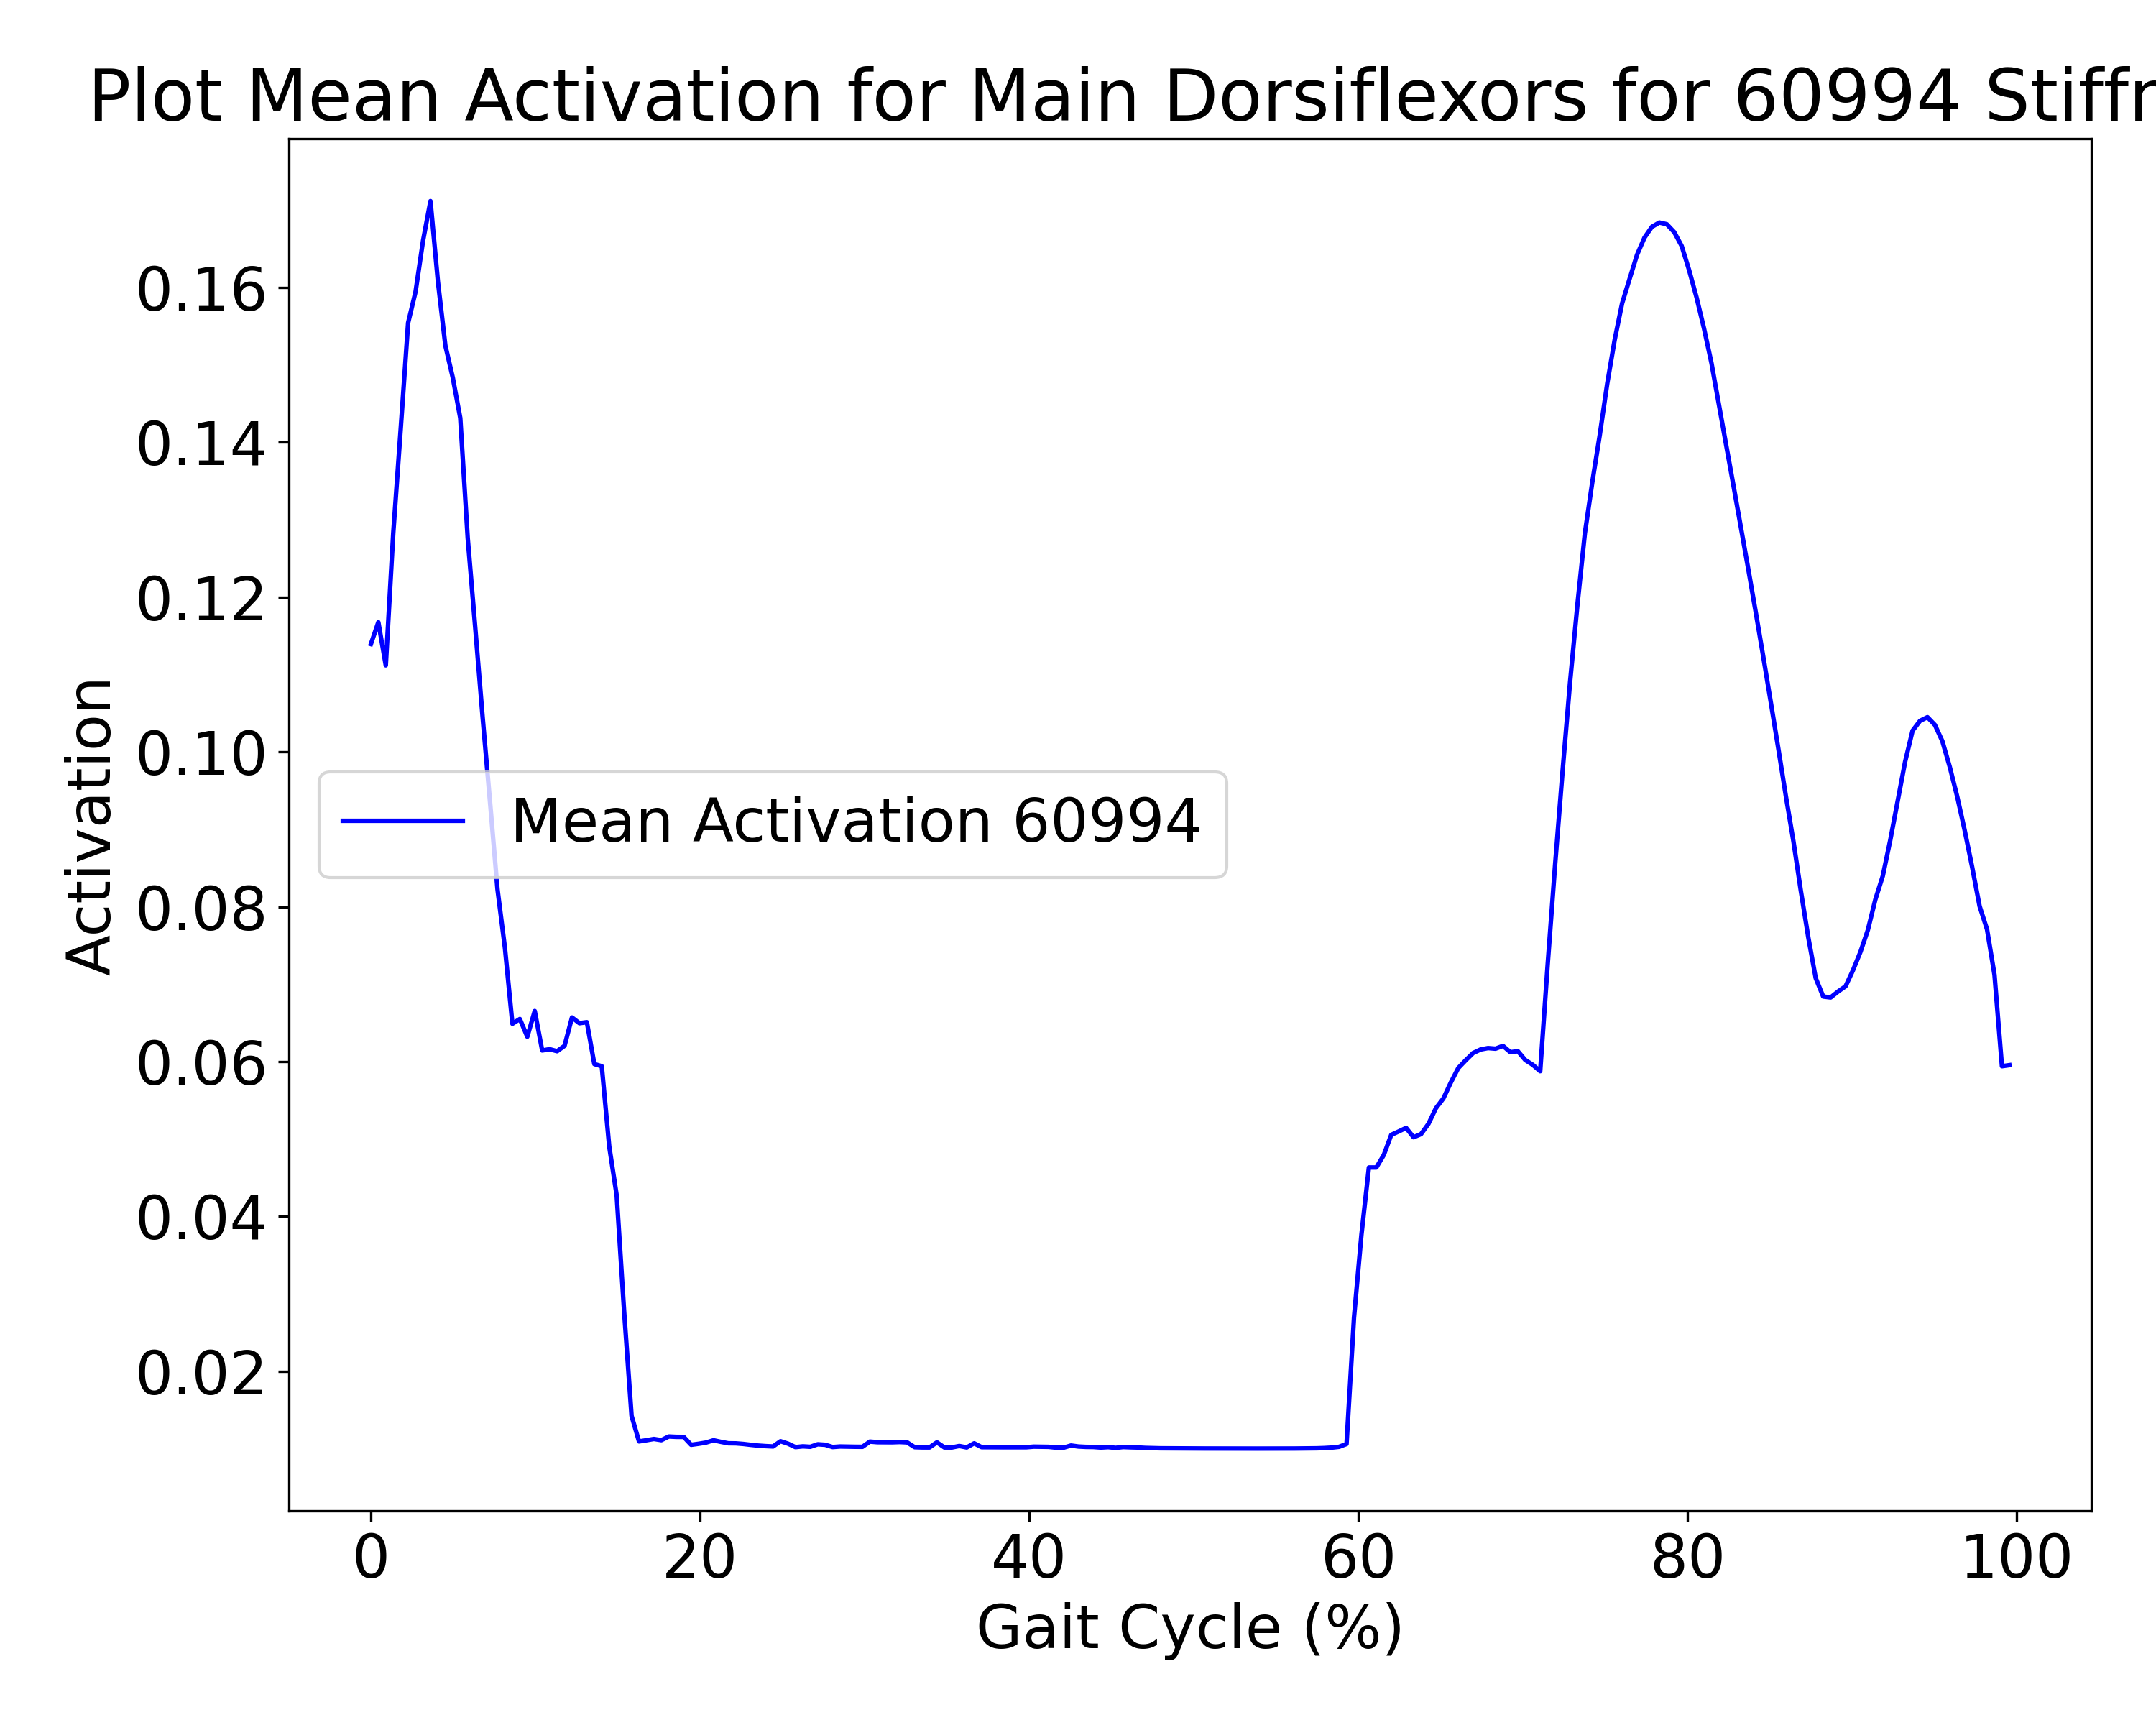 Plot Mean Activation for Main Dorsiflexors for 60994
0.16
0.14
0.12
0.10
0.08
0.06
0.04
0.02
Activation
Mean Activation 60994
0 20 40 60 80 100
Gait Cycle (%)